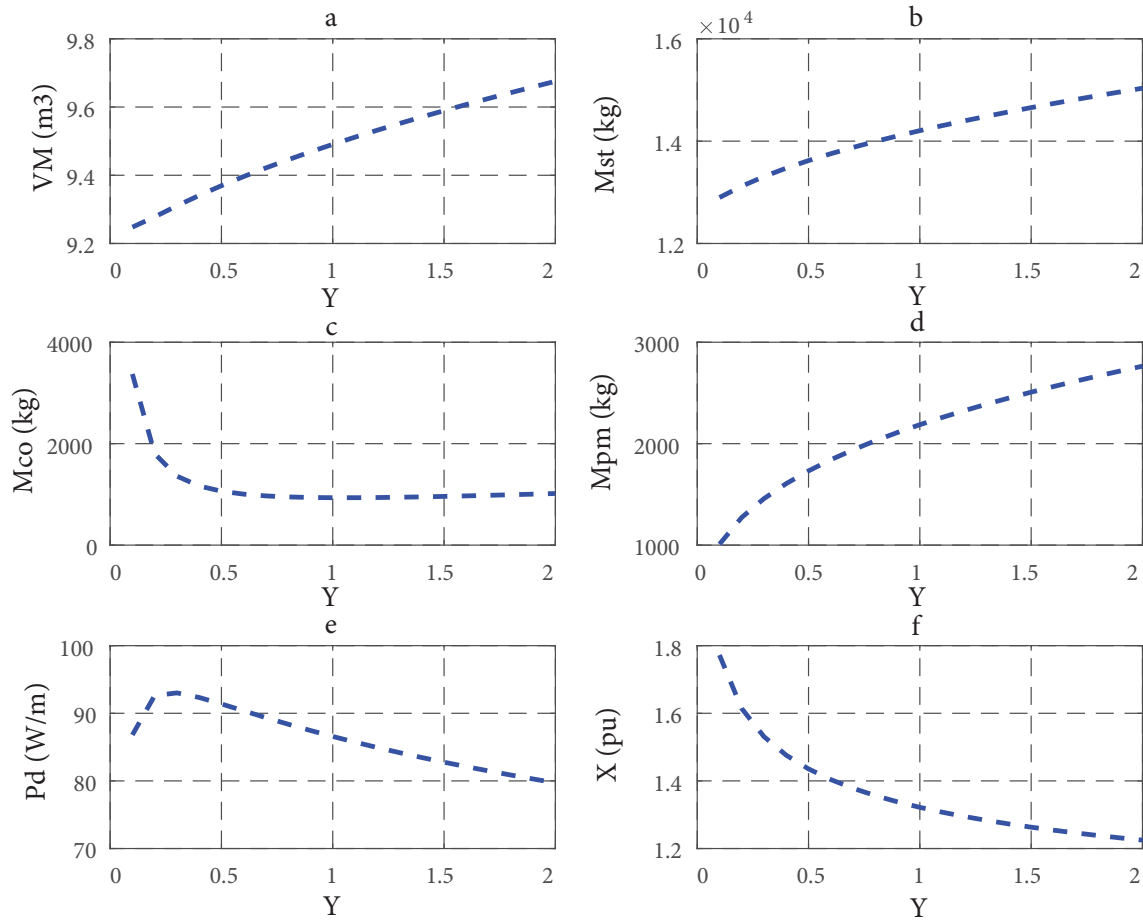 a
VM (m3)
9.8
9.6
9.4
9.2
0 0.5 1 1.5 2
Y
b
×10 4
Mst (kg)
1.6
1.4
1.2
0 0.5 1 1.5 2
Y
c
Mco (kg)
4000
2000
0
0 0.5 1 1.5 2
Y
d
Mpm (kg)
3000
2000
1000
0 0.5 1 1.5 2
Y
e
Pd (W/m)
100
90
80
70
0 0.5 1 1.5 2
Y
f
X (pu)
1.8
1.6
1.4
1.2
0 0.5 1 1.5 2
Y